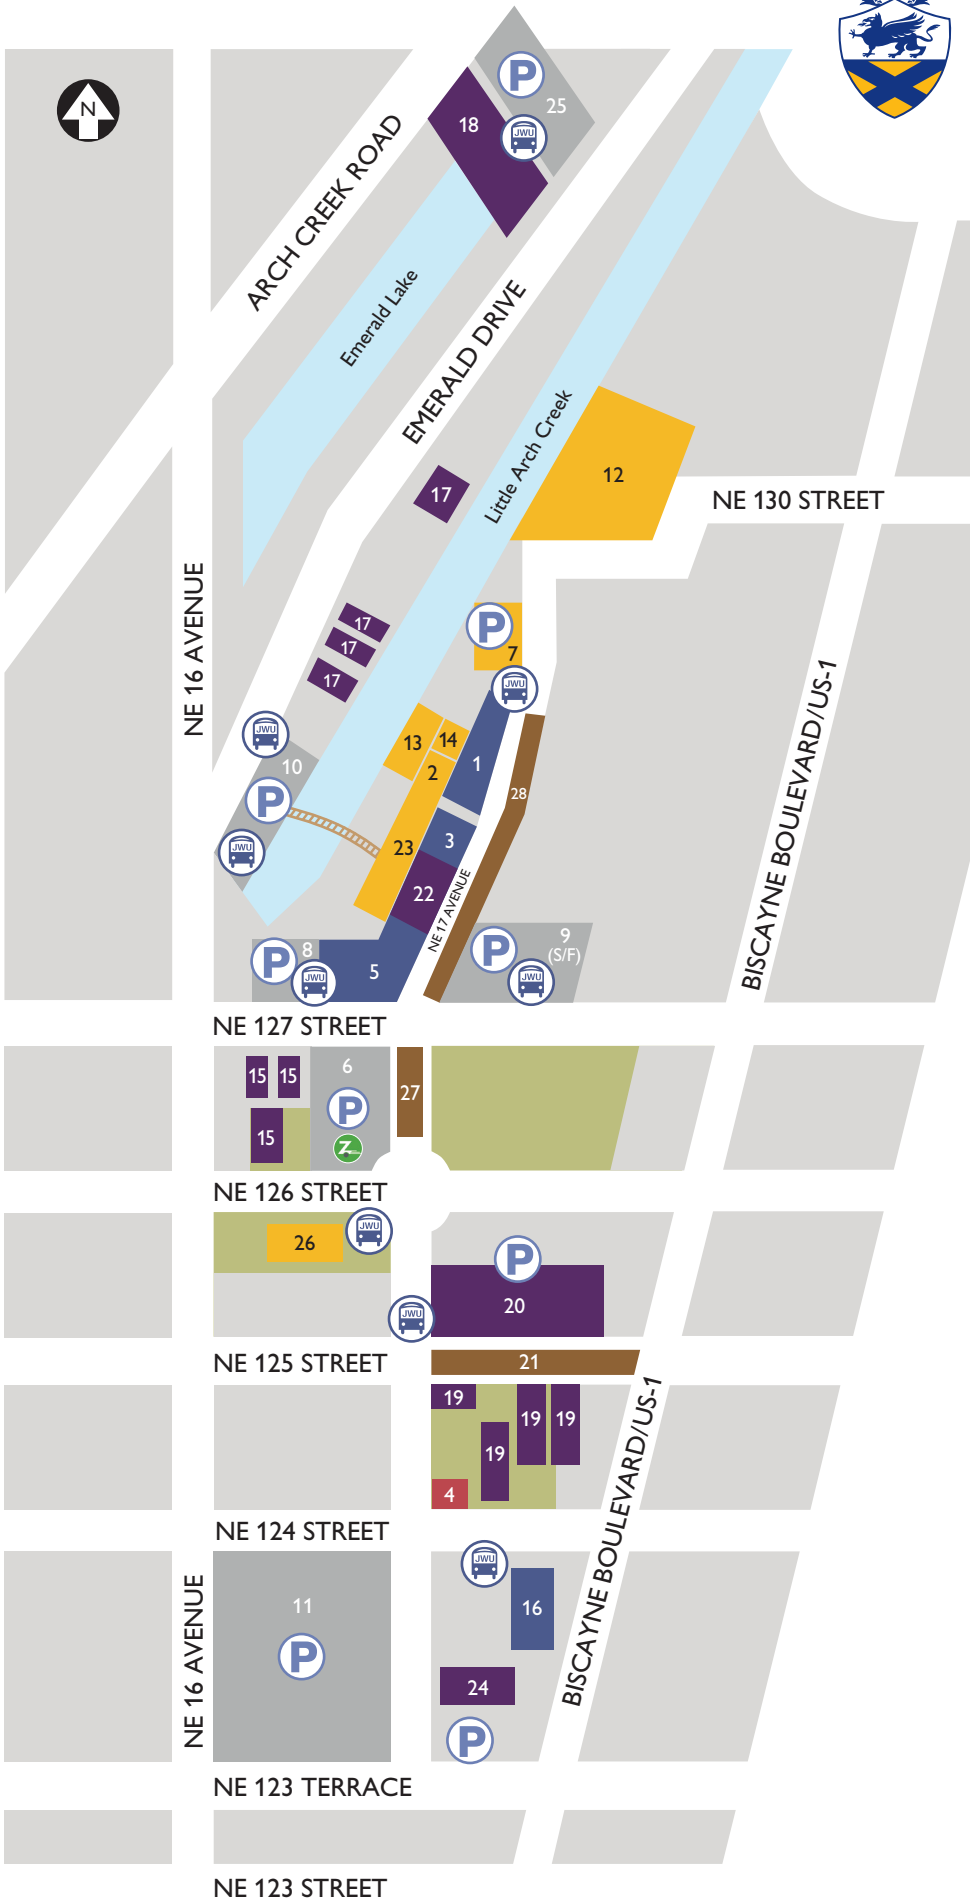 P
25
N
18
JWU
ARCH CREEK ROAD
Emerald Lake
EMERALD DRIVE
Little Arch Creek
12
17
NE 130 STREET
NE 16 AVENUE
17
17
17
P
7
JWU
BISCAYNE BOULEVARD/US-1
JWU
10
13
14
1
2
P
28
JWU
23
3
22
NE 17 AVENUE
P
8
JWU
5
P
9
(S/F)
JWU
NE 127 STREET
15
15
6
P
27
15
Z
NE 126 STREET
26
JWU
P
20
JWU
NE 125 STREET
21
19
19
19
19
4
BISCAYNE BOULEVARD/US-1
NE 124 STREET
JWU
16
11
P
NE 16 AVENUE
24
P
NE 123 TERRACE
NE 123 STREET